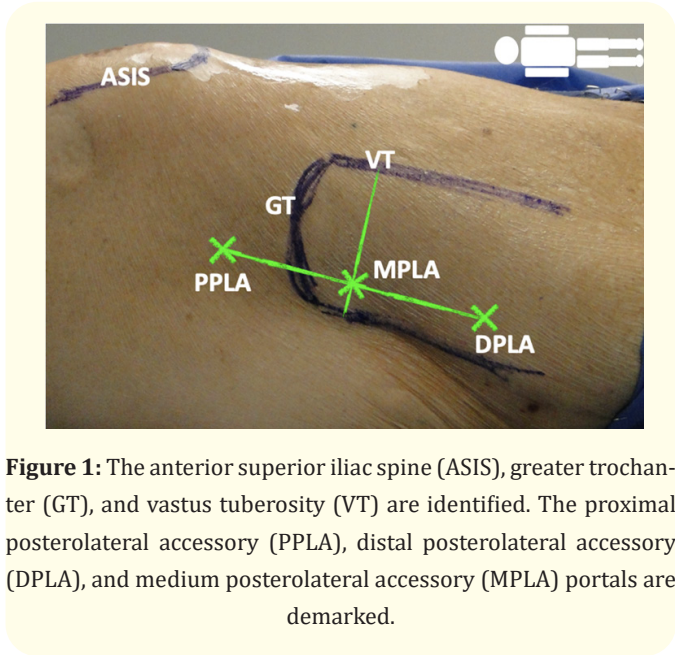 ASIS
VT
GT
MPLA
PPLA
DPLA
Figure 1: The anterior superior iliac spine (ASIS), greater trochan-
ter (GT), and vastus tuberosity (VT) are identified. The proximal
posterolateral accessory (PPLA), distal posterolateral accessory
(DPLA), and medium posterolateral accessory (MPLA) portals are
demarked.